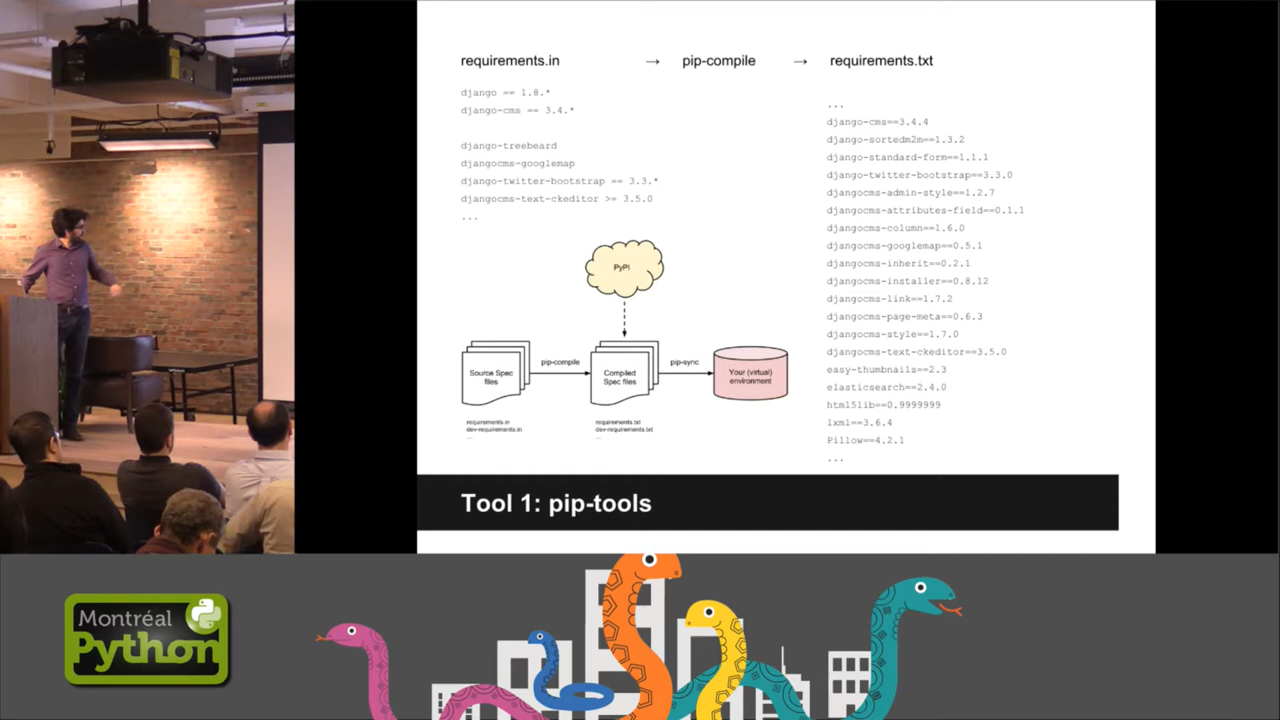 requirements.in → pip-compile → requirements.txt
django == 1.8.*
django-cms == 3.4.*
django-treebeard
djangocms-googlemap
django-twitter-bootstrap == 3.3.*
djangocms-text-ckeditor >= 3.5.0
...
...
django-cms==3.4.4
django-sortedm2m==1.3.2
django-standard-form==1.1.1
django-twitter-bootstrap==3.3.0
djangocms-admin-style==1.2.7
djangocms-attributes-field==0.1.1
djangocms-column==1.6.0
djangocms-googlemap==0.5.1
djangocms-inherit==0.2.1
djangocms-installer==0.8.12
djangocms-link==1.7.2
djangocms-page-meta==0.6.3
djangocms-style==1.7.0
djangocms-text-ckeditor==3.5.0
easy-thumbnails==2.3
elasticsearch==2.4.0
html5lib==0.9999999
lxml==3.6.4
Pillow==4.2.1
...
PyPI
Source Spec
files
pip-compile
Compiled
Spec files
pip-sync
Your (virtual)
environment
requirements.in
dev-requirements.in
...
requirements.txt
dev-requirements.txt
...
Tool 1: pip-tools
Montréal
Python